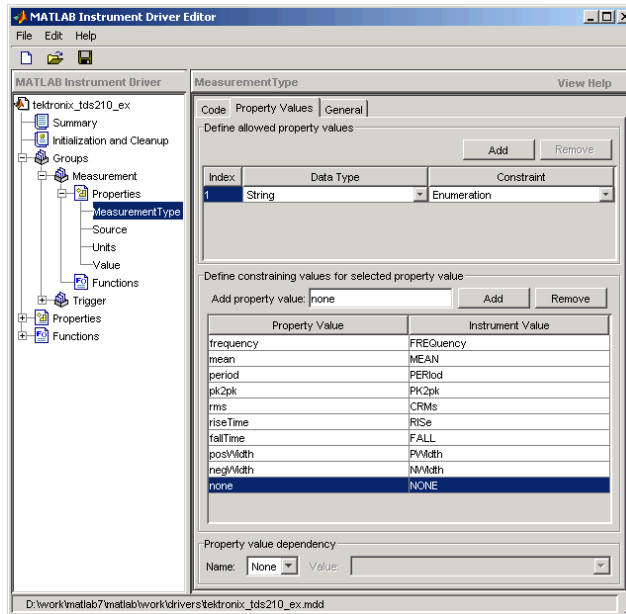 MATLAB Instrument Driver Editor
File Edit Help
MATLAB Instrument Driver
tektronix_tds210_ex
Summary
Initialization and Cleanup
Groups
Measurement
Properties
MeasurementType
Source
Units
Value
Functions
Trigger
Properties
Functions
MeasurementType View Help
Code Property Values General
Define allowed property values
Add Remove
Index Data Type Constraint
1 String Enumeration
Define constraining values for selected property value
Add property value: none Add Remove
Property Value Instrument Value
frequency FREQuency
mean MEAN
period PERIod
pk2pk PK2pk
rms CRMs
riseTime RISe
fallTime FALL
posWidth PWIdth
negWidth NWIdth
none NONE
Property value dependency
Name: None Value:
D:\work\matlab7\matlab\work\drivers\tektronix_tds210_ex.mdd